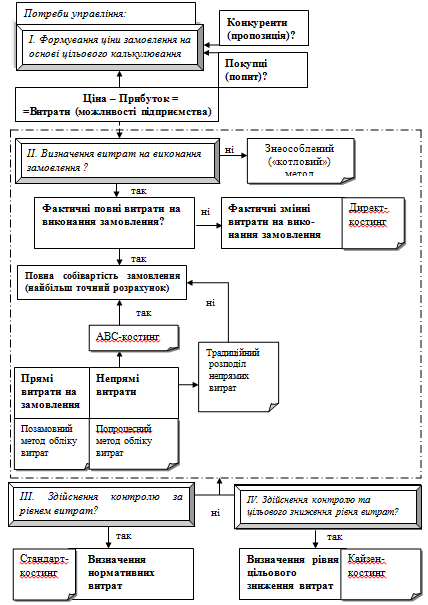 Потреби управління:
І. Формування ціни замовлення на
основі цільового калькулювання
Конкуренти
(пропозиція)?
Покупці
(попит)?
Ціна – Прибуток =
=Витрати (можливості підприємства)
ІІ. Визначення витрат на виконання
замовлення ?
ні
Знеособлений
(«котловий»)
метод
так
Фактичні повні витрати на
виконання замовлення?
ні
Фактичні змінні
витрати на вико-
нання замовлення
Директ-
костинг
так
Повна собівартість замовлення
(найбільш точний розрахунок)
так
ні
АВС-костинг
Традиційний
розподіл
непрямих
витрат
Прямі
витрати на
замовлення
Непрямі
витрати
Позамовний
метод обліку
витрат
Попроцесний
метод обліку
витрат
ІІІ. Здійснення контролю за
рівнем витрат?
ні
IV. Здійснення контролю та
цільового зниження рівня витрат?
так
так
Стандарт-
костинг
Визначення
нормативних
витрат
Визначення рівня
цільового
зниження витрат
Кайзен-
костинг